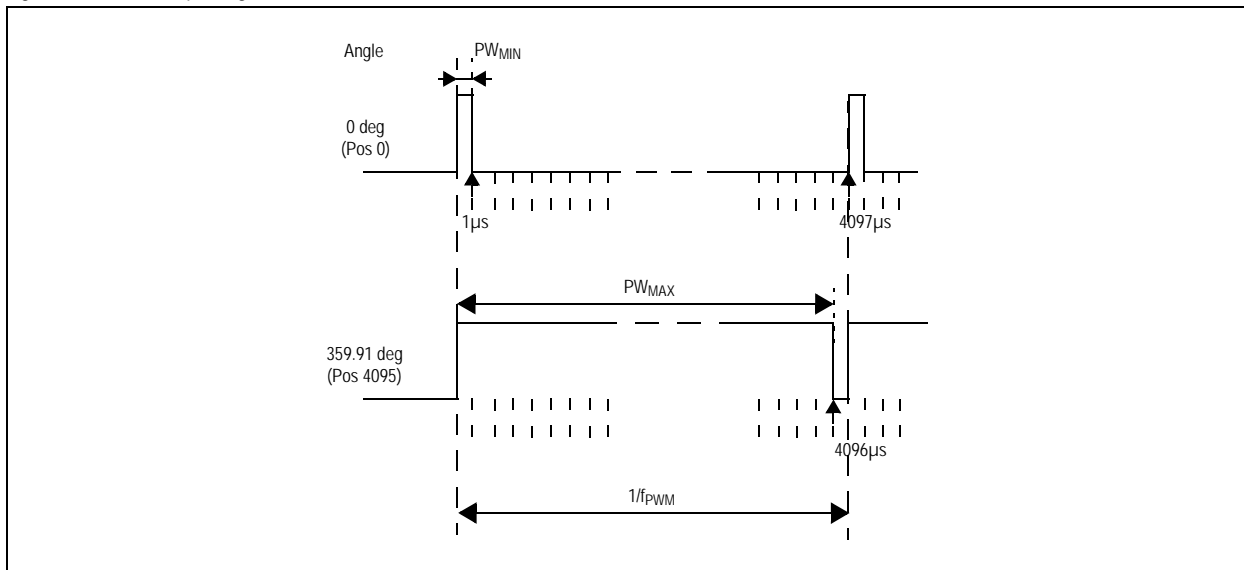 Angle
PWMIN
0 deg
(Pos 0)
1µs
4097µs
PWMAX
359.91 deg
(Pos 4095)
4096µs
1/fPWM